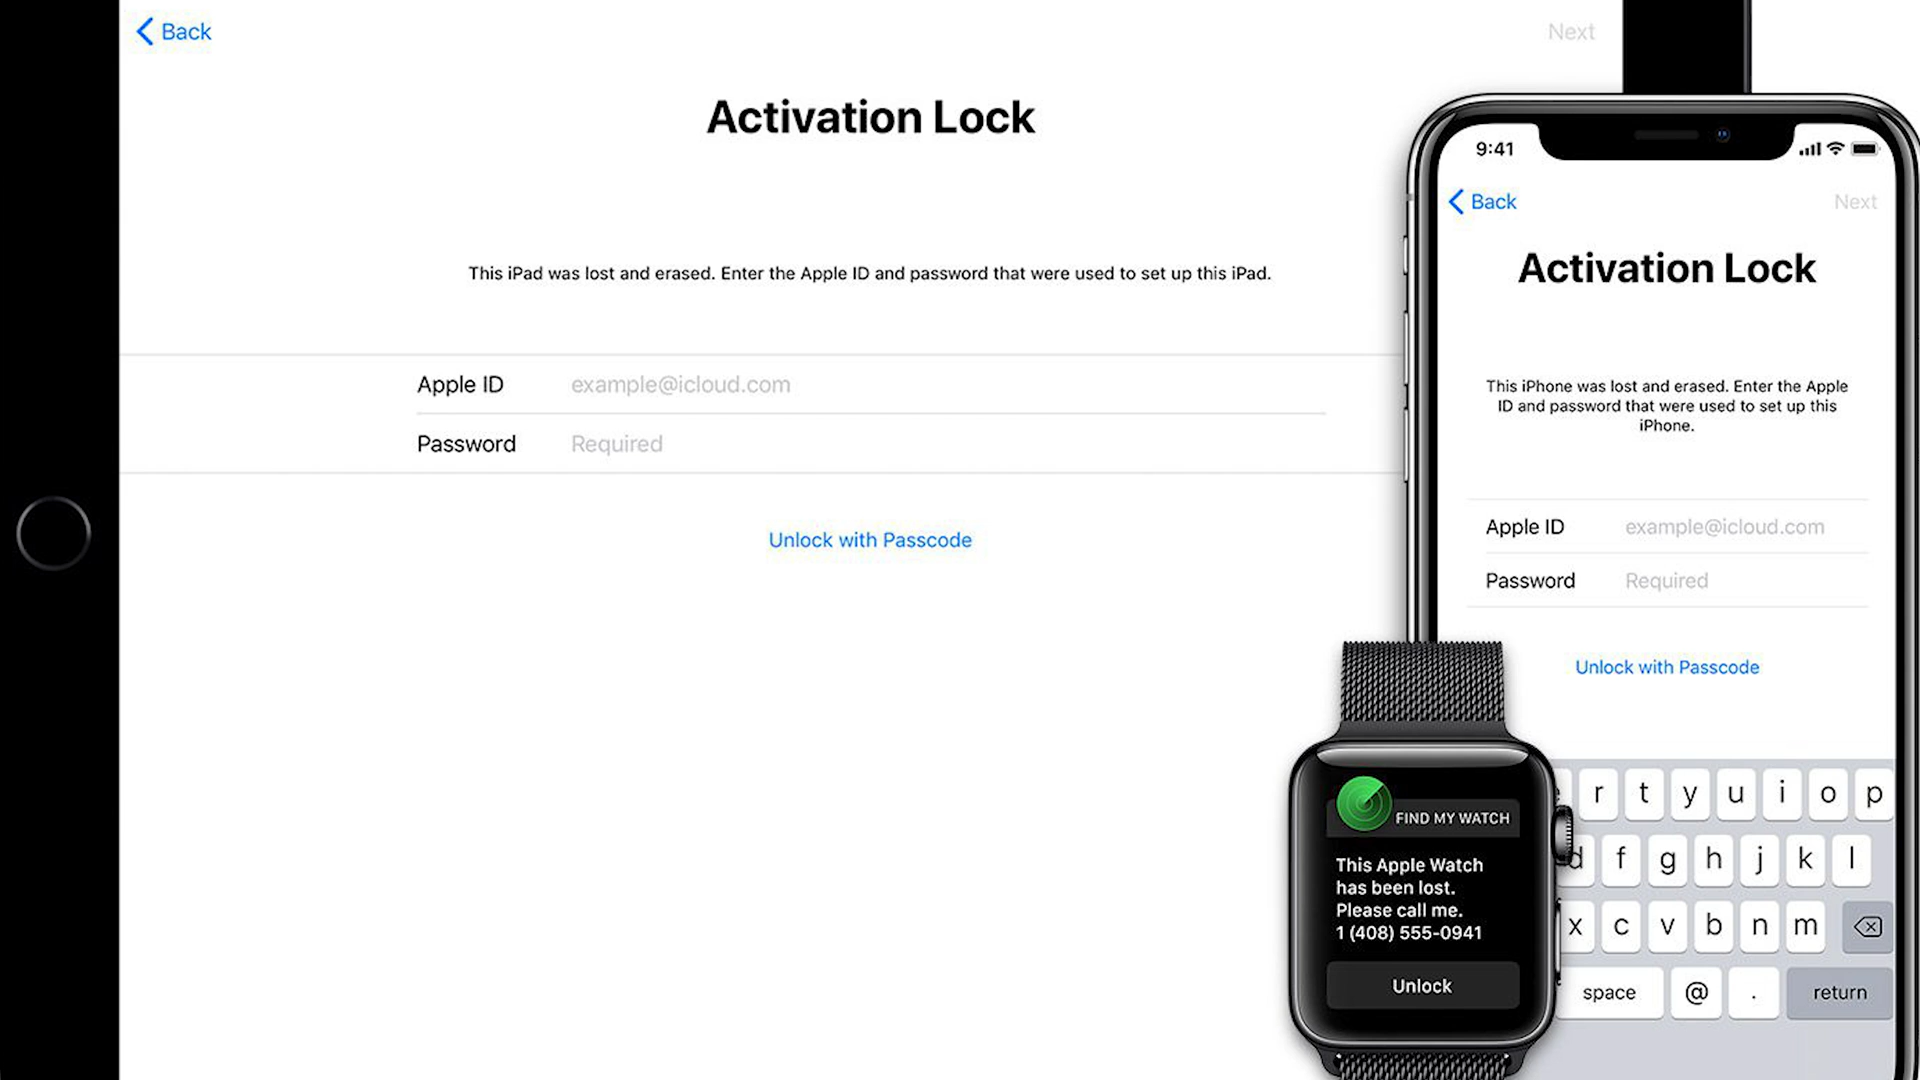 Back
Next
Activation Lock
This iPad was lost and erased. Enter the Apple ID and password that were used to set up this iPad.
Apple ID example@icloud.com
Password Required
Unlock with Passcode
9:41
Back
Next
Activation Lock
This iPhone was lost and erased. Enter the Apple
ID and password that were used to set up this
iPhone.
Apple ID example@icloud.com
Password Required
Unlock with Passcode
r t y u i o p
d f g h j k l
x c v b n m
space @ . return
FIND MY WATCH
This Apple Watch
has been lost.
Please call me.
1 (408) 555-0941
Unlock